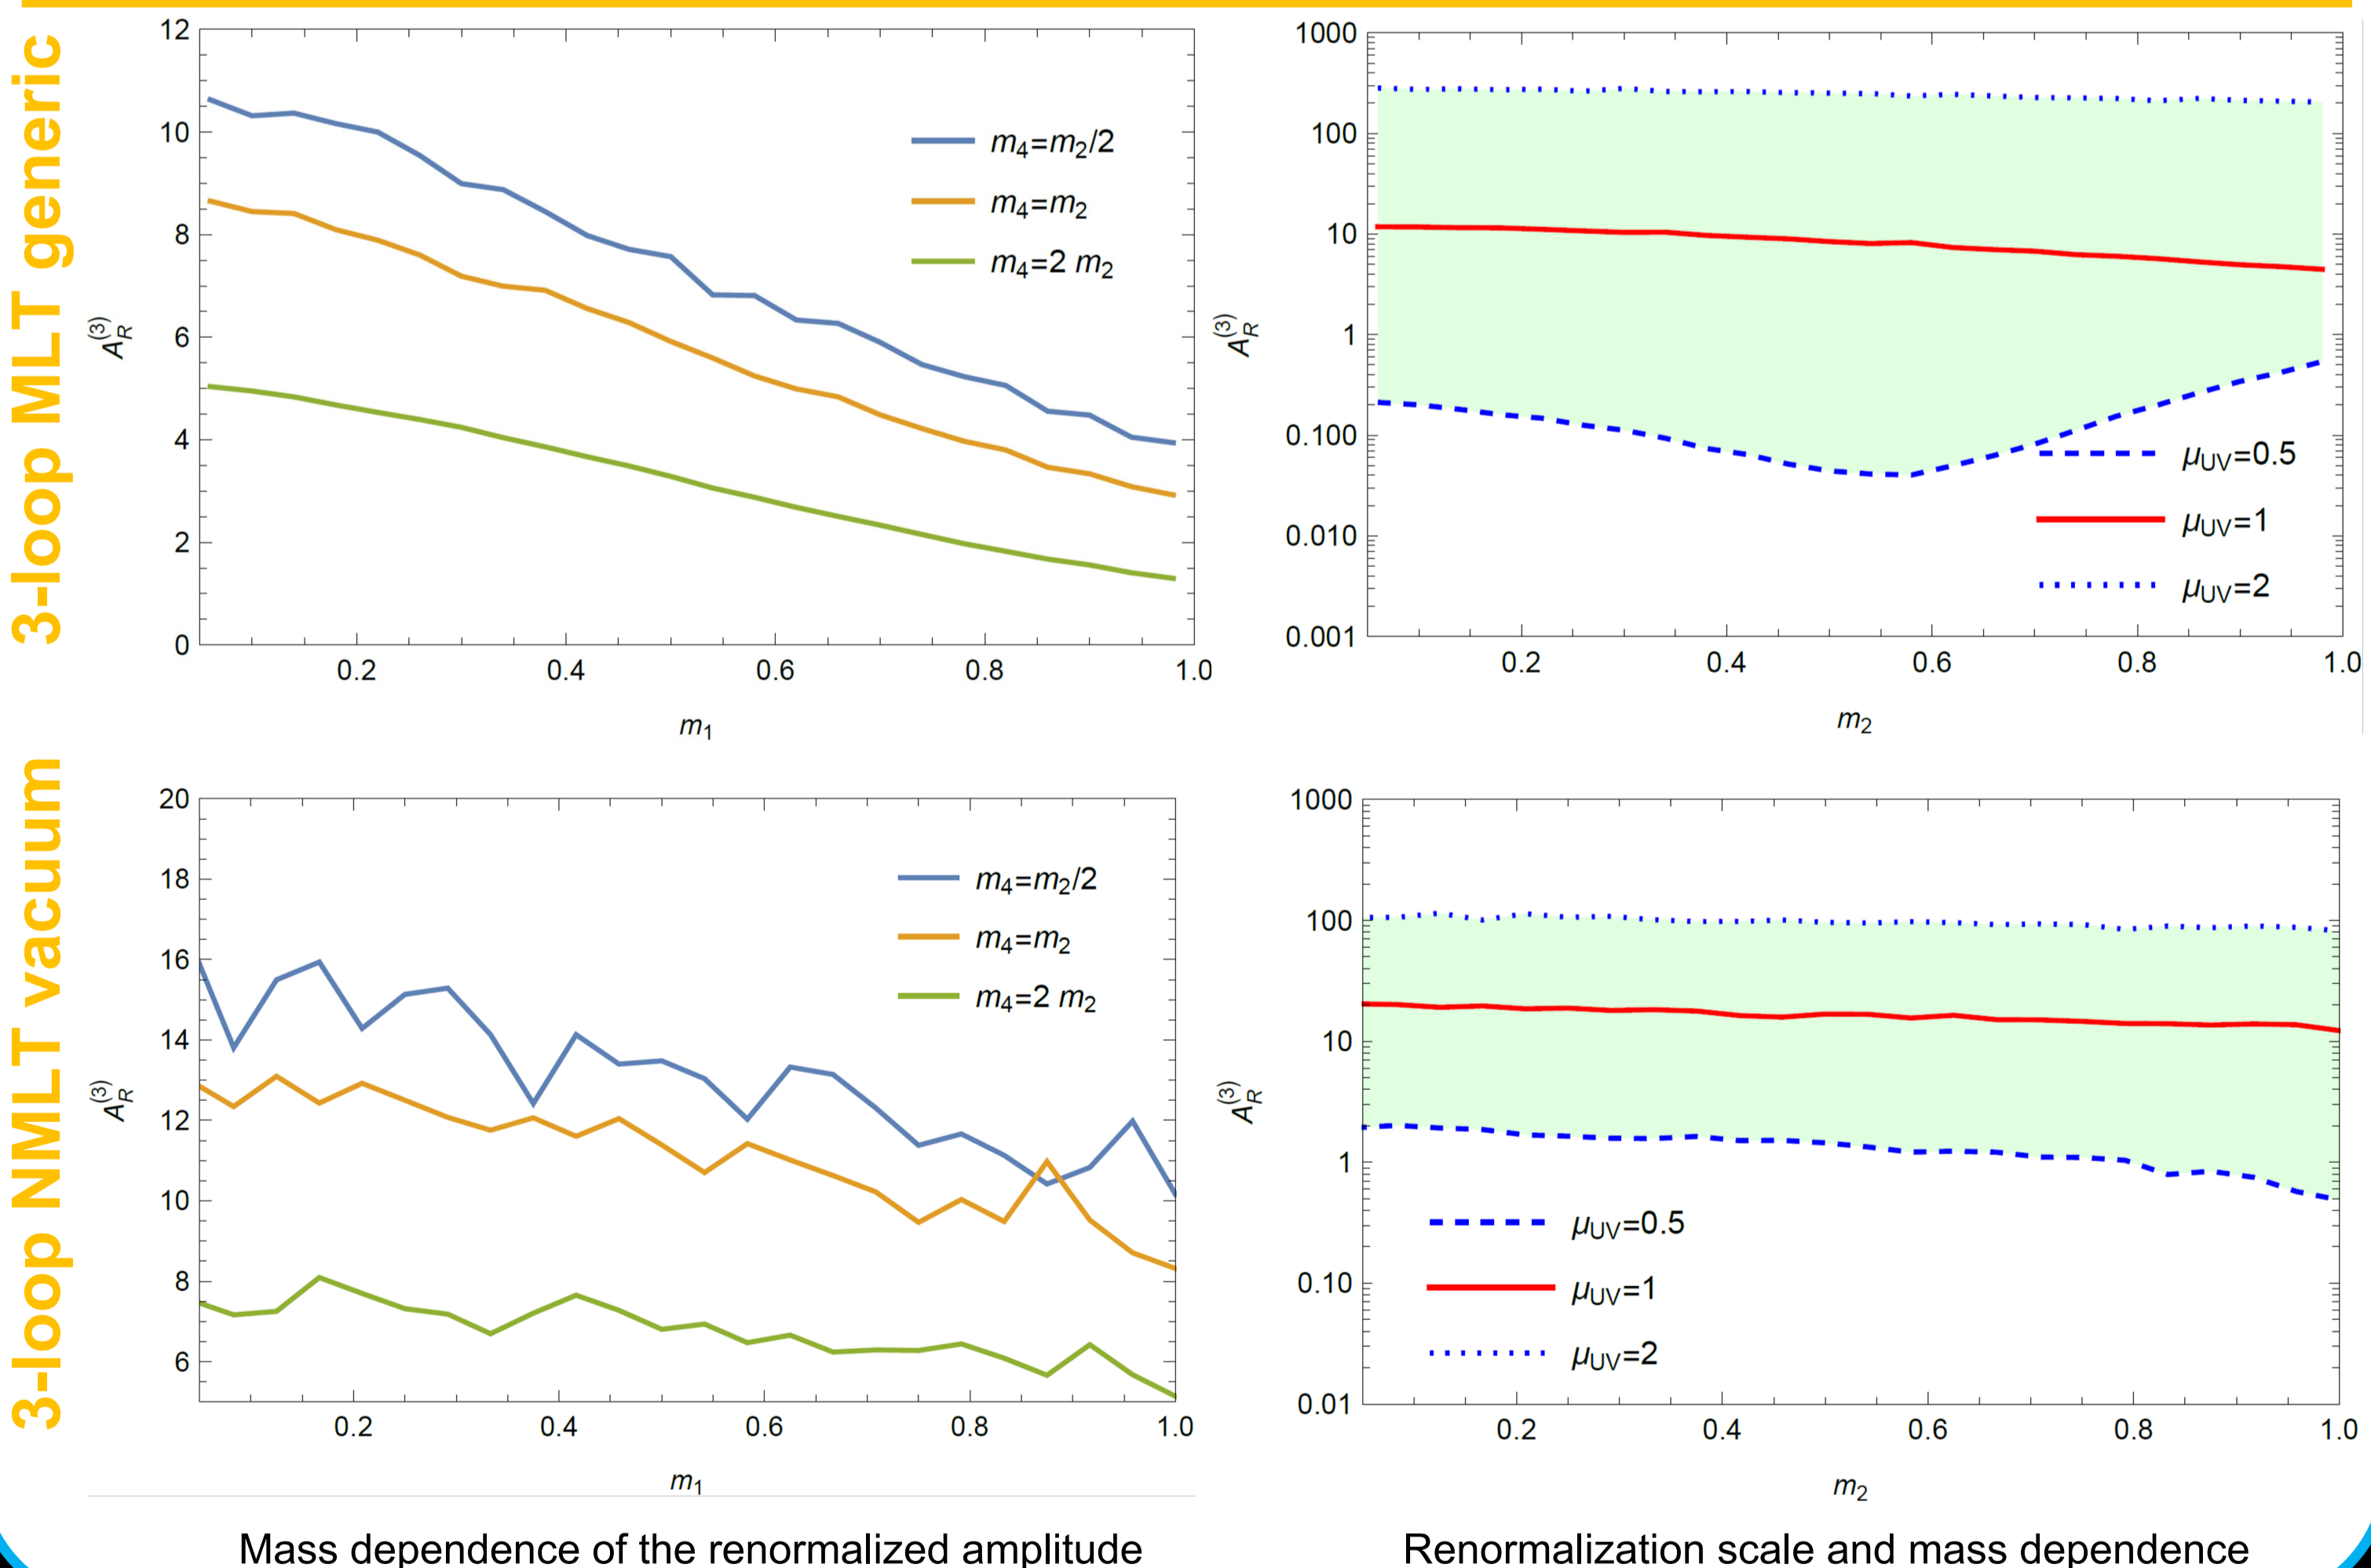 3-loop MLT generic
12
10
8
6
4
2
0
A_R^(3)
m4=m2/2
m4=m2
m4=2 m2
0.2 0.4 0.6 0.8 1.0
m1
1000
100
10
1
0.100
0.010
0.001
A_R^(3)
μUV=0.5
μUV=1
μUV=2
0.2 0.4 0.6 0.8 1.0
m2
3-loop NMLT vacuum
20
18
16
14
12
10
8
6
A_R^(3)
m4=m2/2
m4=m2
m4=2 m2
0.2 0.4 0.6 0.8 1.0
m1
1000
100
10
1
0.10
0.01
A_R^(3)
μUV=0.5
μUV=1
μUV=2
0.2 0.4 0.6 0.8 1.0
m2
Mass dependence of the renormalized amplitude
Renormalization scale and mass dependence